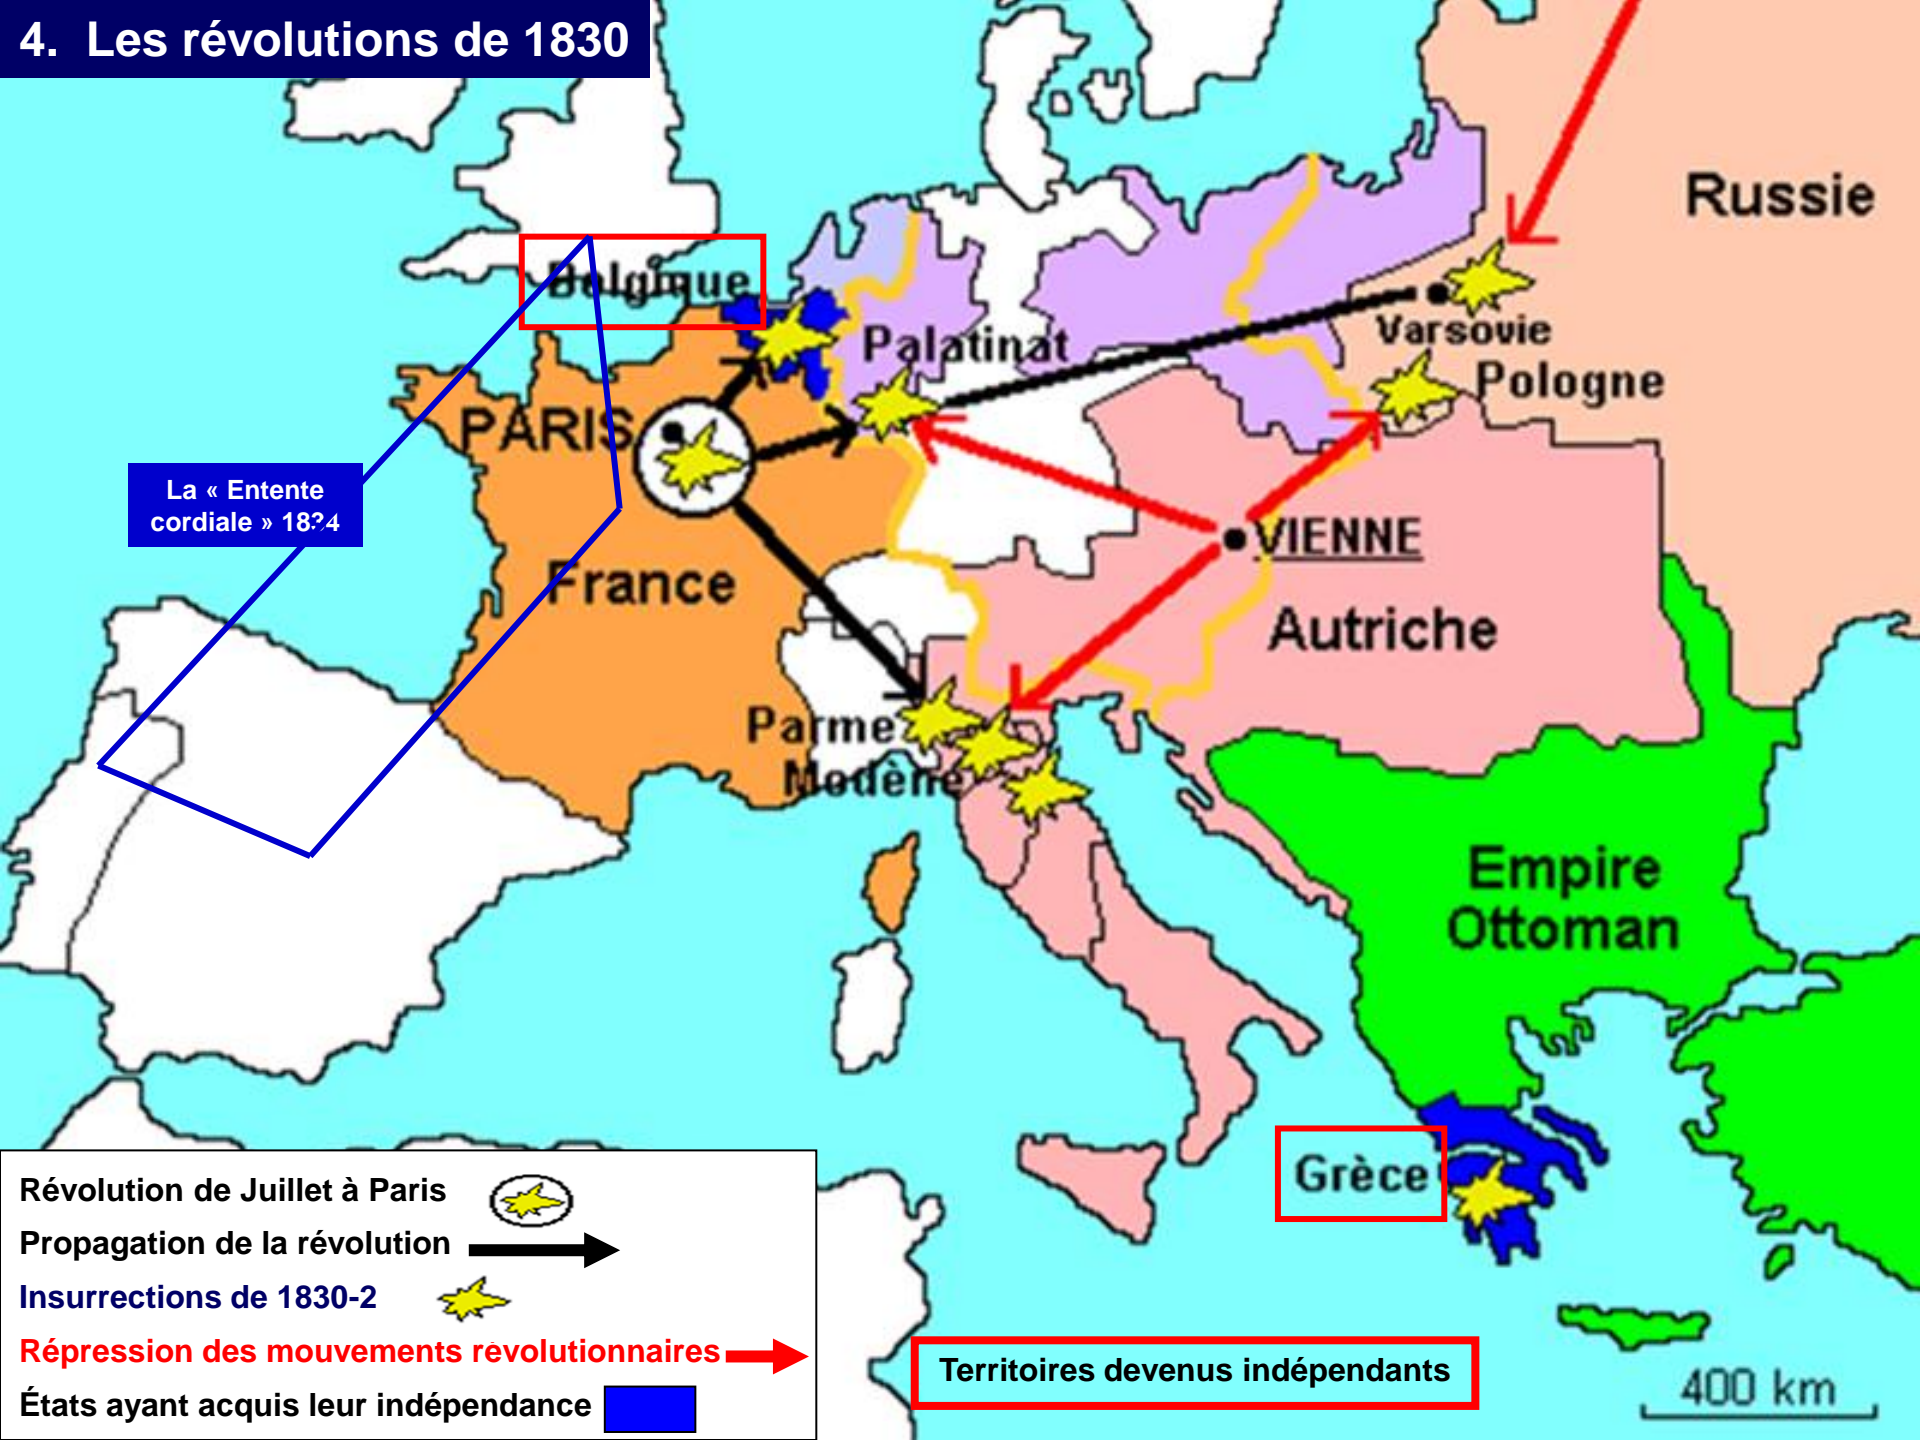 4. Les révolutions de 1830
Russie
Belgique
Palatinat
Varsovie
Pologne
PARIS
La « Entente
cordiale » 1834
VIENNE
France
Autriche
Parme
Modène
Empire
Ottoman
Grèce
Révolution de Juillet à Paris
Propagation de la révolution
Insurrections de 1830-2
Répression des mouvements révolutionnaires
États ayant acquis leur indépendance
Territoires devenus indépendants
400 km